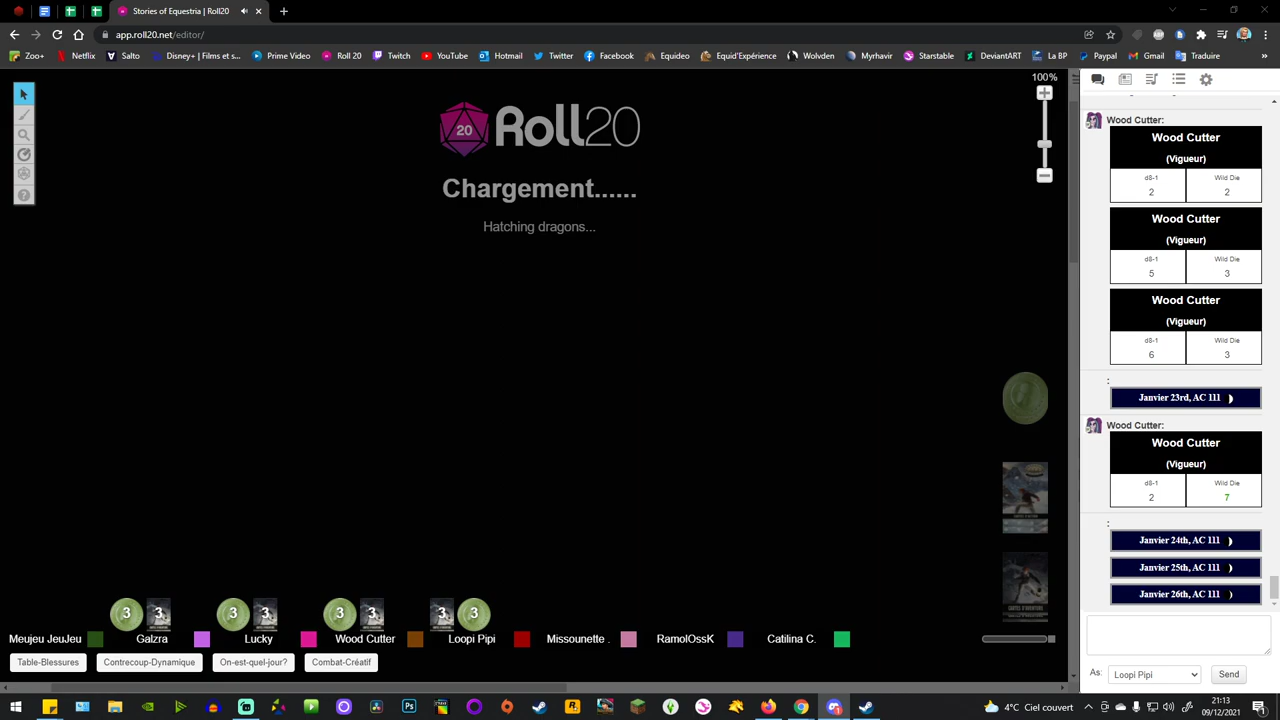 Stories of Equestria | Roll20
app.roll20.net/editor/
Zoo+ Netflix Salto Disney+ | Films et s... Prime Video Roll 20 Twitch YouTube Hotmail Twitter Facebook Equideo Equid'Expérience Wolvden Myrhavir Starstable DeviantART La BP Paypal Gmail Traduire
100%
20 Roll20
Chargement......
Hatching dragons...
Wood Cutter:
Wood Cutter
(Vigueur)
d8-1 Wild Die
2 2
Wood Cutter
(Vigueur)
d8-1 Wild Die
5 3
Wood Cutter
(Vigueur)
d8-1 Wild Die
6 3
:
Janvier 23rd, AC 111
Wood Cutter:
Wood Cutter
(Vigueur)
d8-1 Wild Die
2 7
:
Janvier 24th, AC 111
Janvier 25th, AC 111
Janvier 26th, AC 111
3 3 3 3 3 3 3 3
Meujeu JeuJeu Galzra Lucky Wood Cutter Loopi Pipi Missounette . RamolOssK Catilina C.
Table-Blessures Contrecoup-Dynamique On-est-quel-jour? Combat-Créatif
As: Loopi Pipi Send
4°C Ciel couvert
21:13
09/12/2021